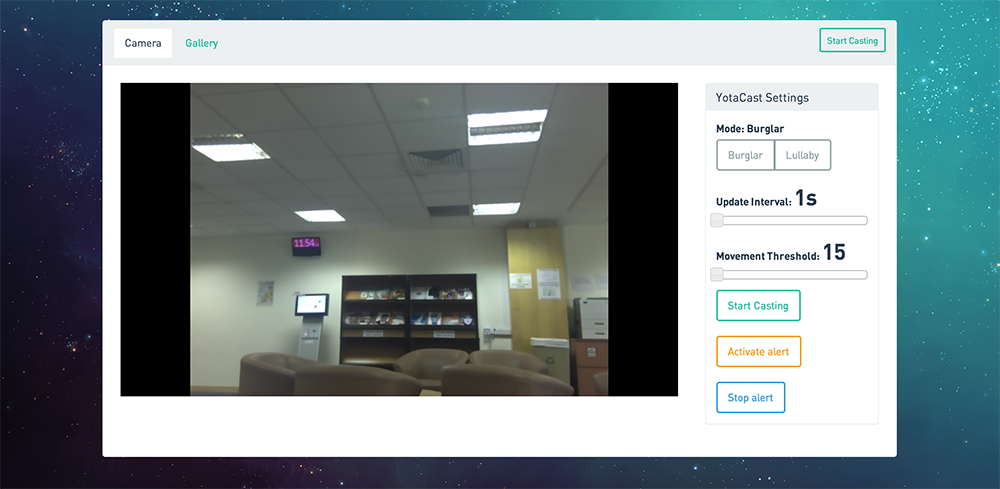 Camera
Gallery
Start Casting
YotaCast Settings
Mode: Burglar
Burglar
Lullaby
Update Interval: 1s
Movement Threshold: 15
Start Casting
Activate alert
Stop alert
11.54